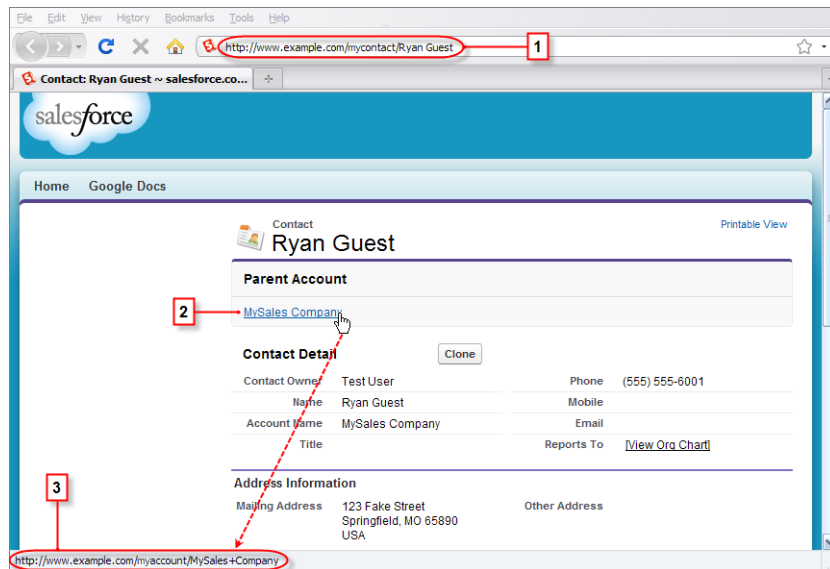 File Edit View History Bookmarks Tools Help
http://www.example.com/mycontact/Ryan Guest
1
Contact: Ryan Guest ~ salesforce.co...
salesforce
Home Google Docs
Contact
Ryan Guest
Printable View
Parent Account
2
MySales Company
Contact Detail
Clone
Contact Owner Test User Phone (555) 555-6001
Name Ryan Guest Mobile
Account Name MySales Company Email
Title Reports To [View Org Chart]
Address Information
3
Mailing Address 123 Fake Street Other Address
Springfield, MO 65890
USA
http://www.example.com/myaccount/MySales+Company